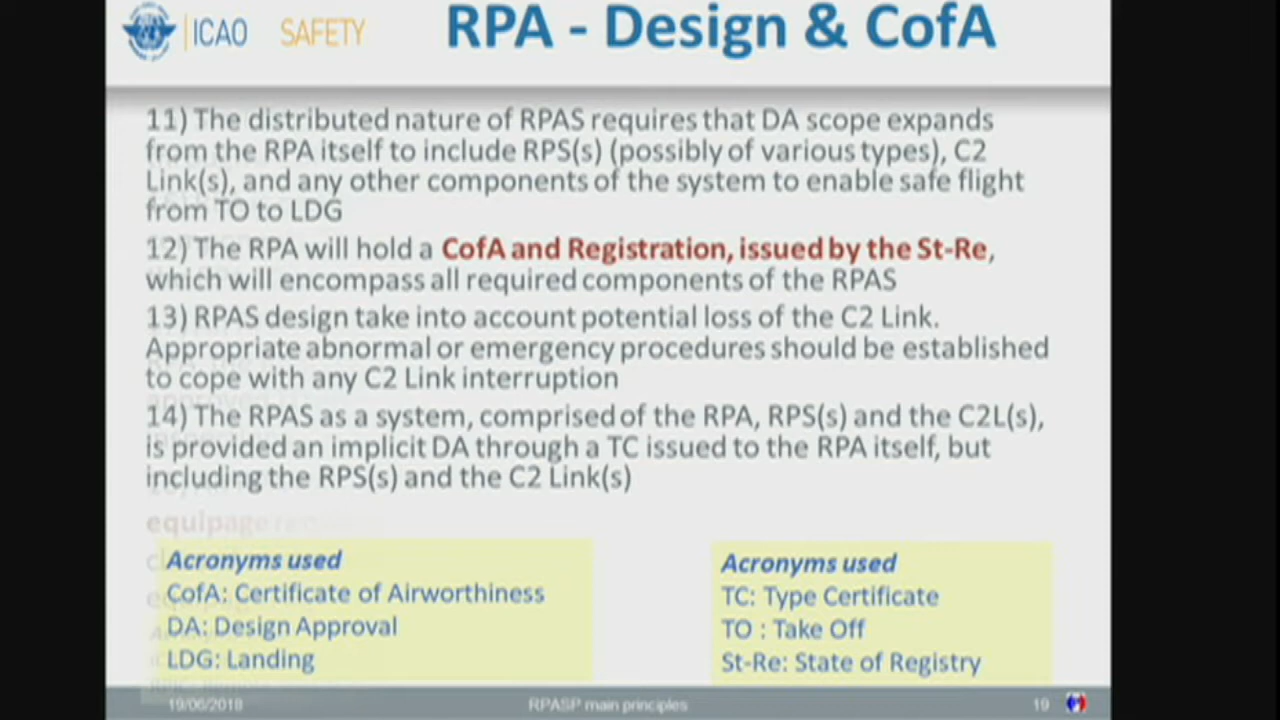 ICAO SAFETY
RPA - Design & CofA
11) The distributed nature of RPAS requires that DA scope expands
from the RPA itself to include RPS(s) (possibly of various types), C2
Link(s), and any other components of the system to enable safe flight
from TO to LDG
12) The RPA will hold a CofA and Registration, issued by the St-Re,
which will encompass all required components of the RPAS
13) RPAS design take into account potential loss of the C2 Link.
Appropriate abnormal or emergency procedures should be established
to cope with any C2 Link interruption
14) The RPAS as a system, comprised of the RPA, RPS(s) and the C2L(s),
is provided an implicit DA through a TC issued to the RPA itself, but
including the RPS(s) and the C2 Link(s)
equipage
Acronyms used
CofA: Certificate of Airworthiness
DA: Design Approval
LDG: Landing
Acronyms used
TC: Type Certificate
TO : Take Off
St-Re: State of Registry
19/06/2018
RPASP main principles
19